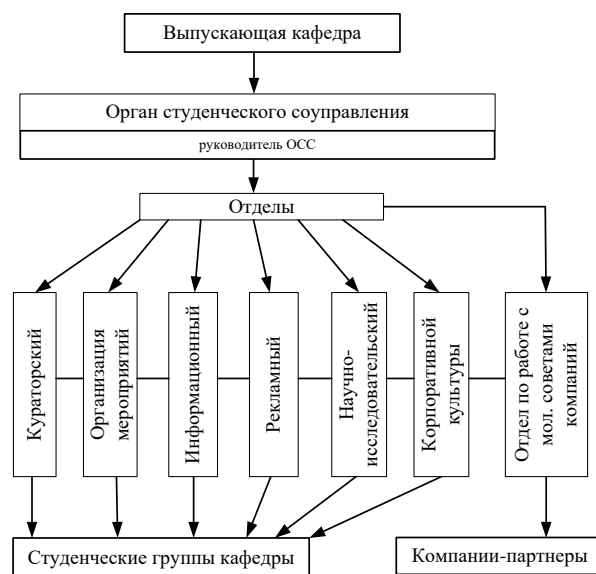 Выпускающая кафедра
Орган студенческого соуправления
руководитель ОСС
Отделы
Кураторский
Организация
мероприятий
Информационный
Рекламный
Научно-
исследовательский
Корпоративной
культуры
Отдел по работе с
мол. советами
компаний
Студенческие группы кафедры
Компании-партнеры